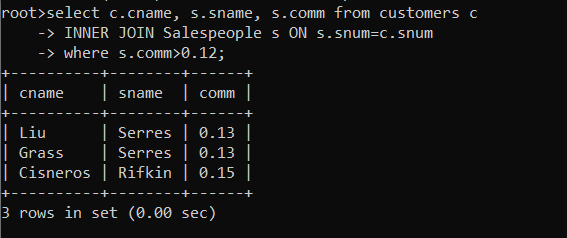 root>select c.cname, s.sname, s.comm from customers c
    -> INNER JOIN Salespeople s ON s.snum=c.snum
    -> where s.comm>0.12;
+----------+--------+------+
| cname    | sname  | comm |
+----------+--------+------+
| Liu      | Serres | 0.13 |
| Grass    | Serres | 0.13 |
| Cisneros | Rifkin | 0.15 |
+----------+--------+------+
3 rows in set (0.00 sec)